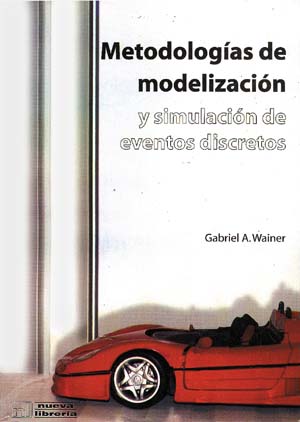 Metodologías de
modelización
y simulación de
eventos discretos
Gabriel A. Wainer
nueva
librería